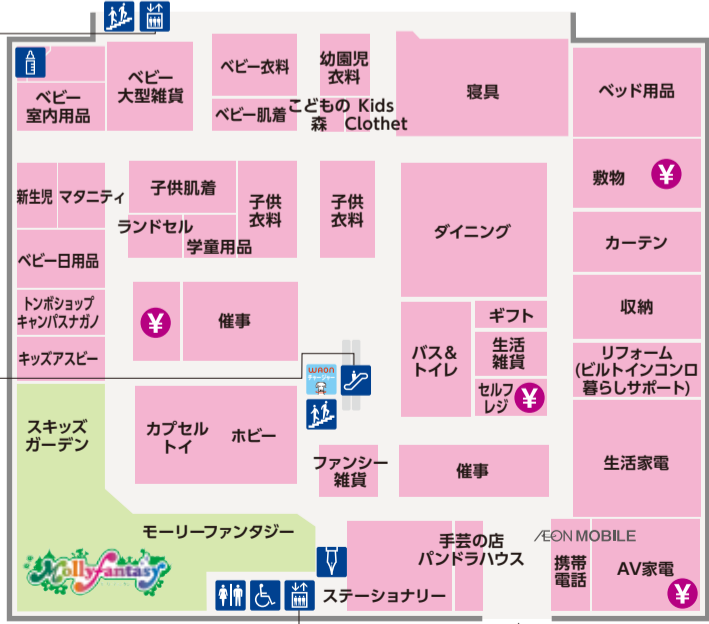 ベビー
室内用品
ベビー
大型雑貨
ベビー衣料
ベビー肌着
幼園児
衣料
こどもの
森
Kids
Clothet
寝具
ベッド用品
新生児
マタニティ
子供肌着
ランドセル
学童用品
子供
衣料
子供
衣料
ダイニング
敷物
¥
カーテン
ベビー日用品
トンボショップ
キャンパスナガノ
キッズアスビー
¥
催事
WAON
チャージャー
バス&
トイレ
ギフト
生活
雑貨
セルフ
レジ
¥
収納
リフォーム
(ビルトインコンロ
暮らしサポート)
スキッズ
ガーデン
カプセル
トイ
ホビー
ファンシー
雑貨
催事
生活家電
モーリーファンタジー
Mollyfantasy
手芸の店
パンドラハウス
ステーショナリー
ÆON MOBILE
携帯
電話
AV家電
¥